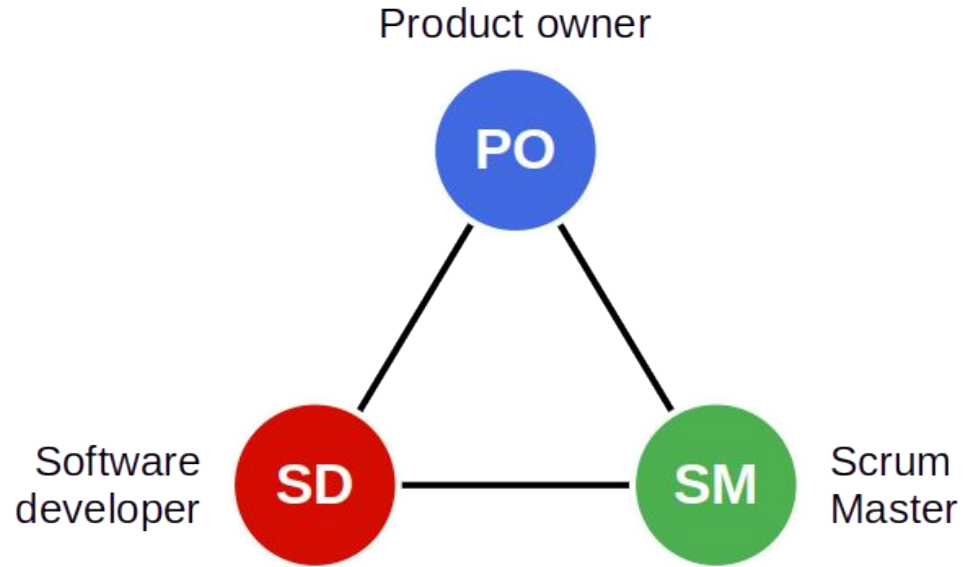 Product owner
PO
Software
developer
SD
SM
Scrum
Master